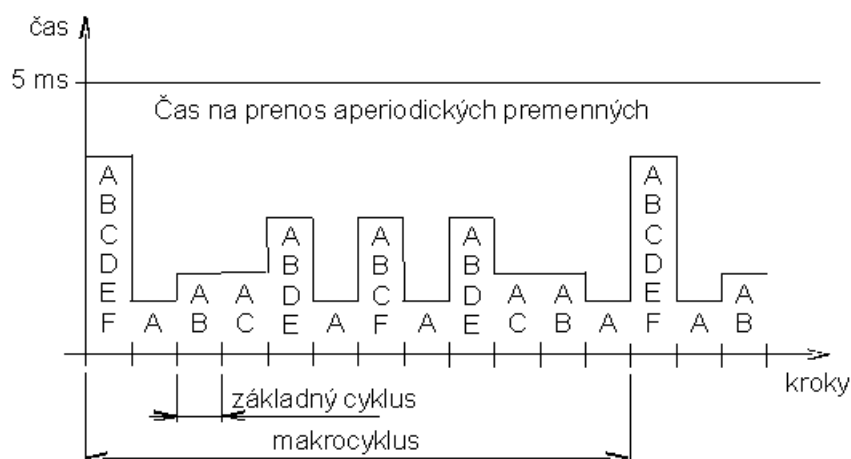 čas
5 ms
Čas na prenos aperiodických premenných
A B C D E F
A
A B
A C
A B D E
A
A B C F
A
A B D E
A C
A B
A
A B C D E F
A
A B
kroky
základný cyklus
makrocyklus